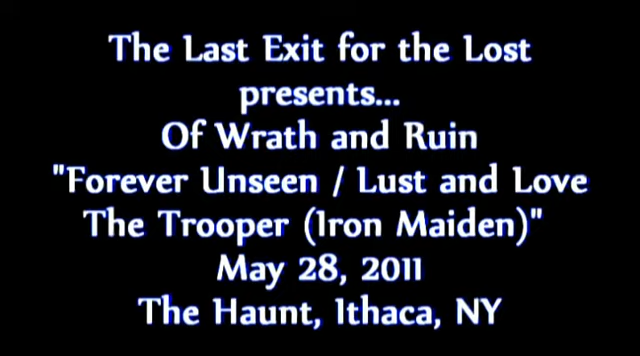 The Last Exit for the Lost
presents...
Of Wrath and Ruin
"Forever Unseen / Lust and Love
The Trooper (Iron Maiden)"
May 28, 2011
The Haunt, Ithaca, NY